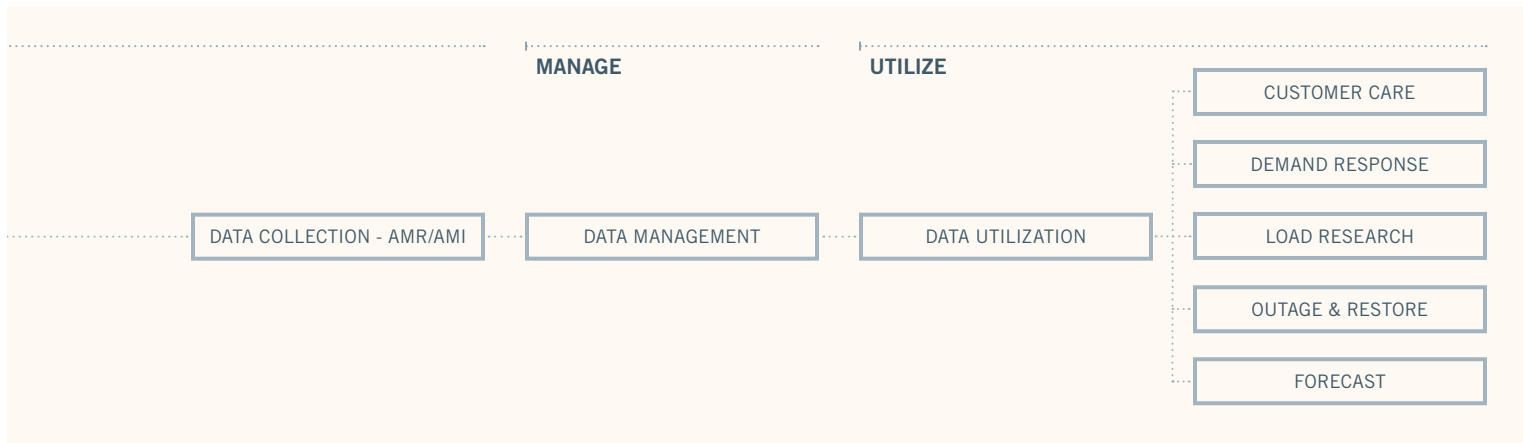 MANAGE
UTILIZE
CUSTOMER CARE
DEMAND RESPONSE
DATA COLLECTION - AMR/AMI
DATA MANAGEMENT
DATA UTILIZATION
LOAD RESEARCH
OUTAGE & RESTORE
FORECAST